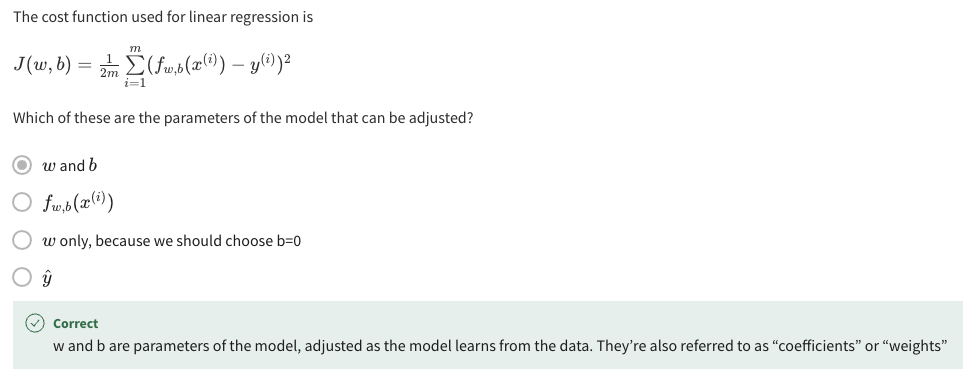 The cost function used for linear regression is
J(w, b) = \frac{1}{2m} \sum_{i=1}^{m} (f_{w,b}(x^{(i)}) − y^{(i)})^2
Which of these are the parameters of the model that can be adjusted?
w and b
f_{w,b}(x^{(i)})
w only, because we should choose b=0
ŷ
Correct
w and b are parameters of the model, adjusted as the model learns from the data. They’re also referred to as “coefficients” or “weights”